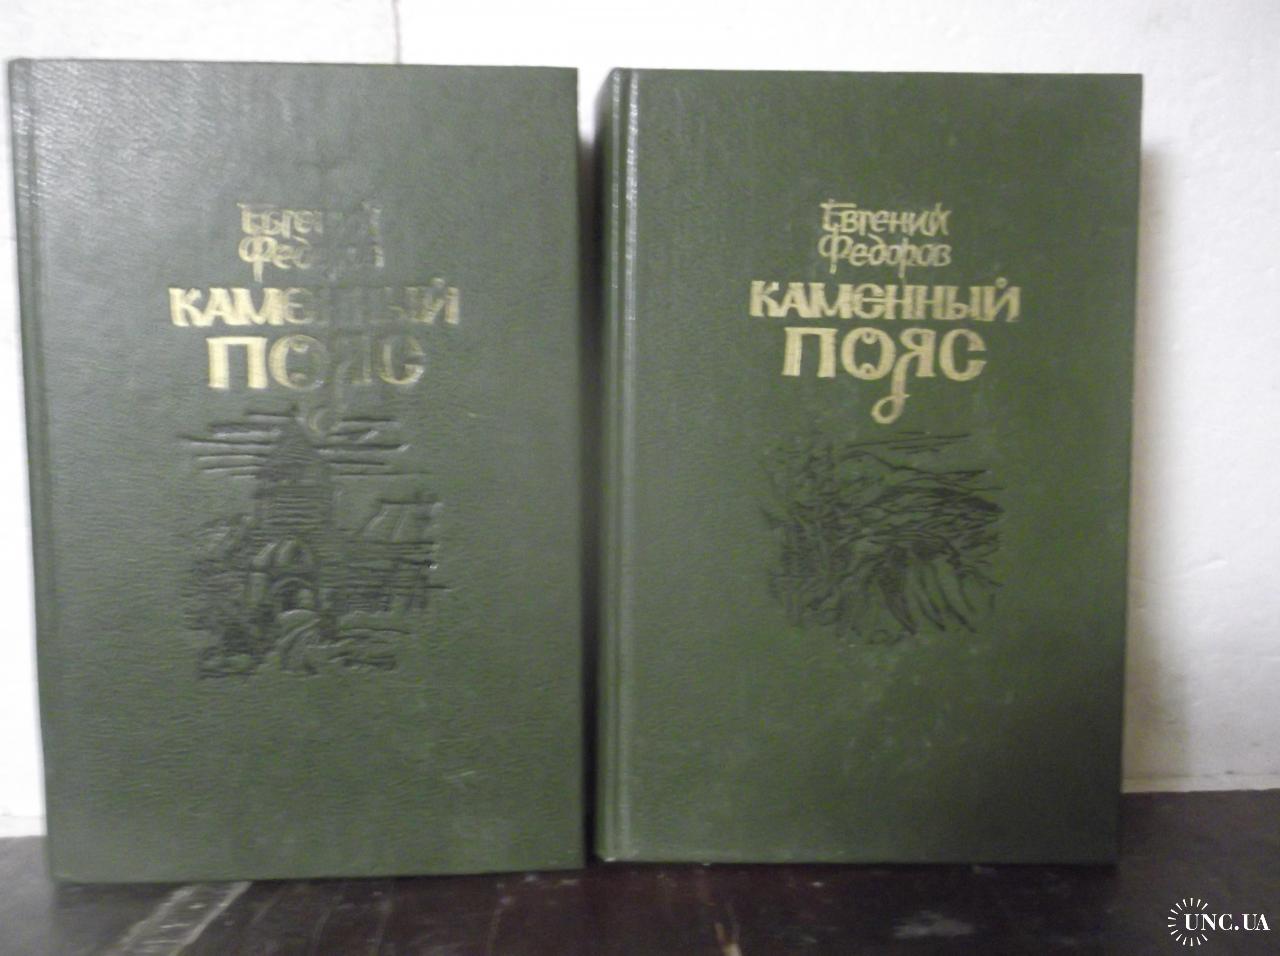 Евгений
Федоров
КАМЕННЫЙ
ПОЯС
Евгений
Федоров
КАМЕННЫЙ
ПОЯС
UNC.UA